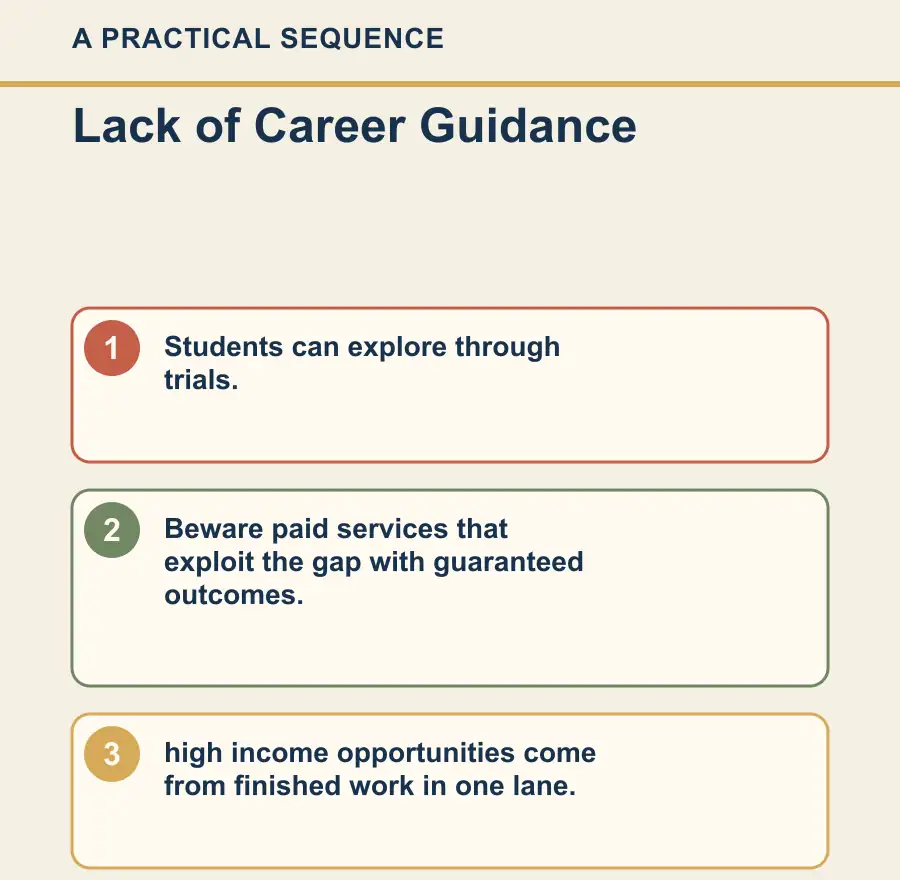 A PRACTICAL SEQUENCE
Lack of Career Guidance
1
Students can explore through
trials.
2
Beware paid services that
exploit the gap with guaranteed
outcomes.
3
high income opportunities come
from finished work in one lane.